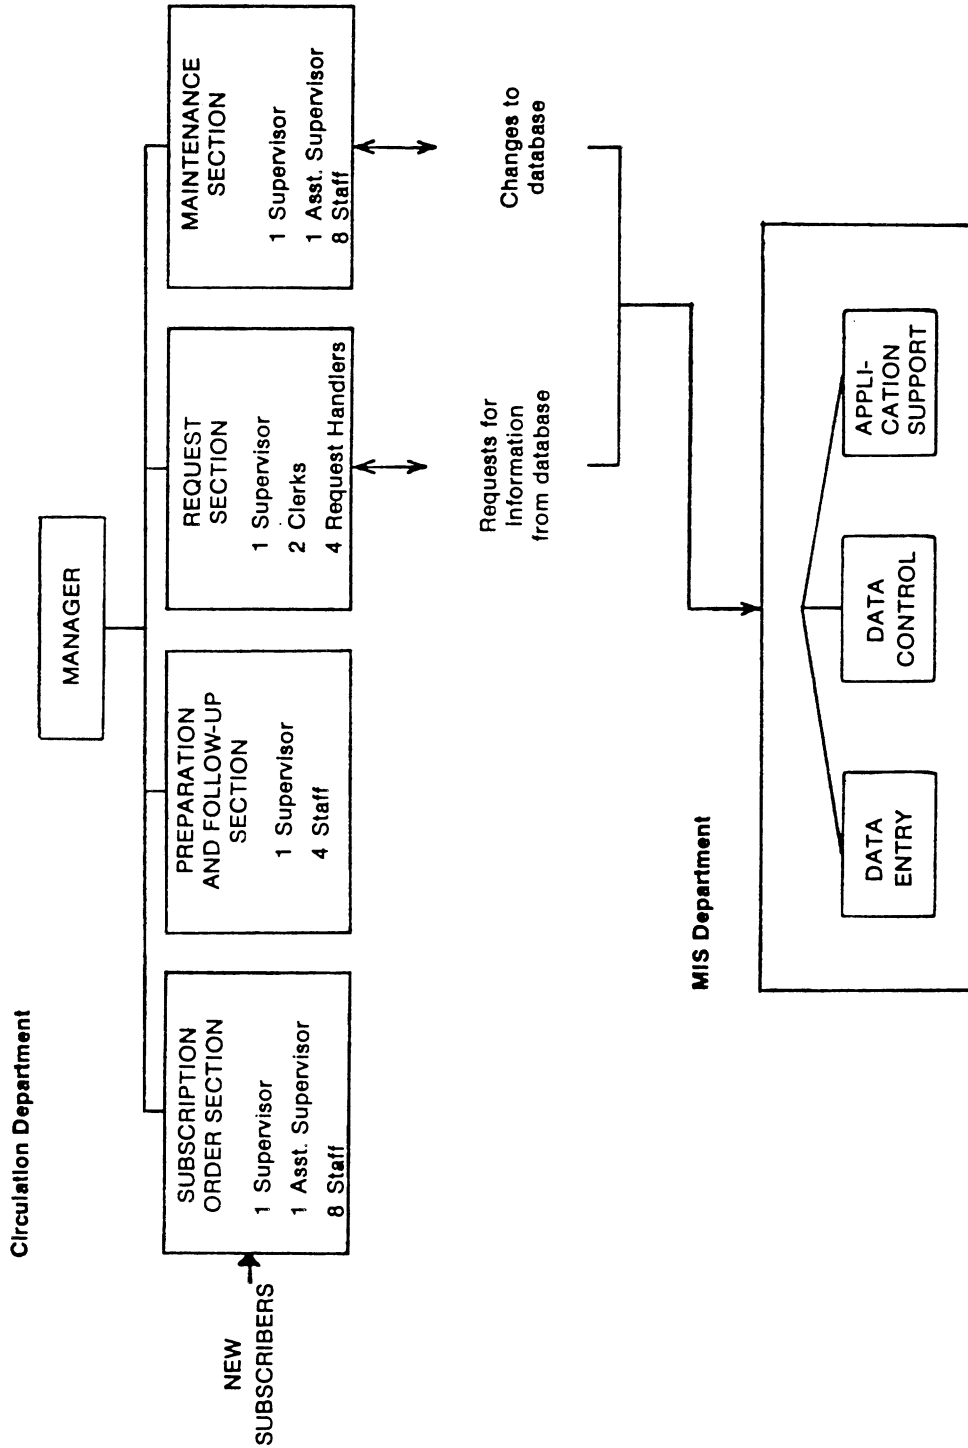 Circulation Department
MANAGER
NEW
SUBSCRIBERS
SUBSCRIPTION
ORDER SECTION
1 Supervisor
1 Asst. Supervisor
8 Staff
PREPARATION
AND FOLLOW-UP
SECTION
1 Supervisor
4 Staff
REQUEST
SECTION
1 Supervisor
2 Clerks
4 Request Handlers
MAINTENANCE
SECTION
1 Supervisor
1 Asst. Supervisor
8 Staff
Requests for
Information
from database
Changes to
database
MIS Department
DATA
ENTRY
DATA
CONTROL
APPLI-
CATION
SUPPORT